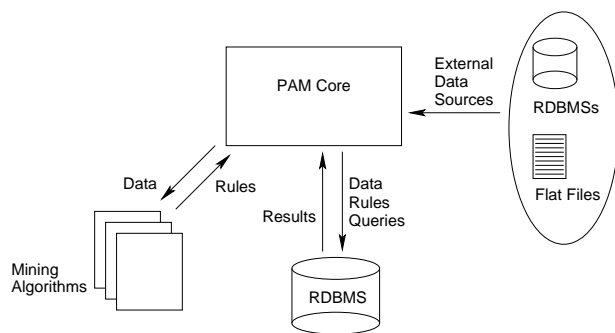 PAM Core
External
Data
Sources
RDBMSs
Flat Files
Data
Rules
Results
Data
Rules
Queries
Mining
Algorithms
RDBMS